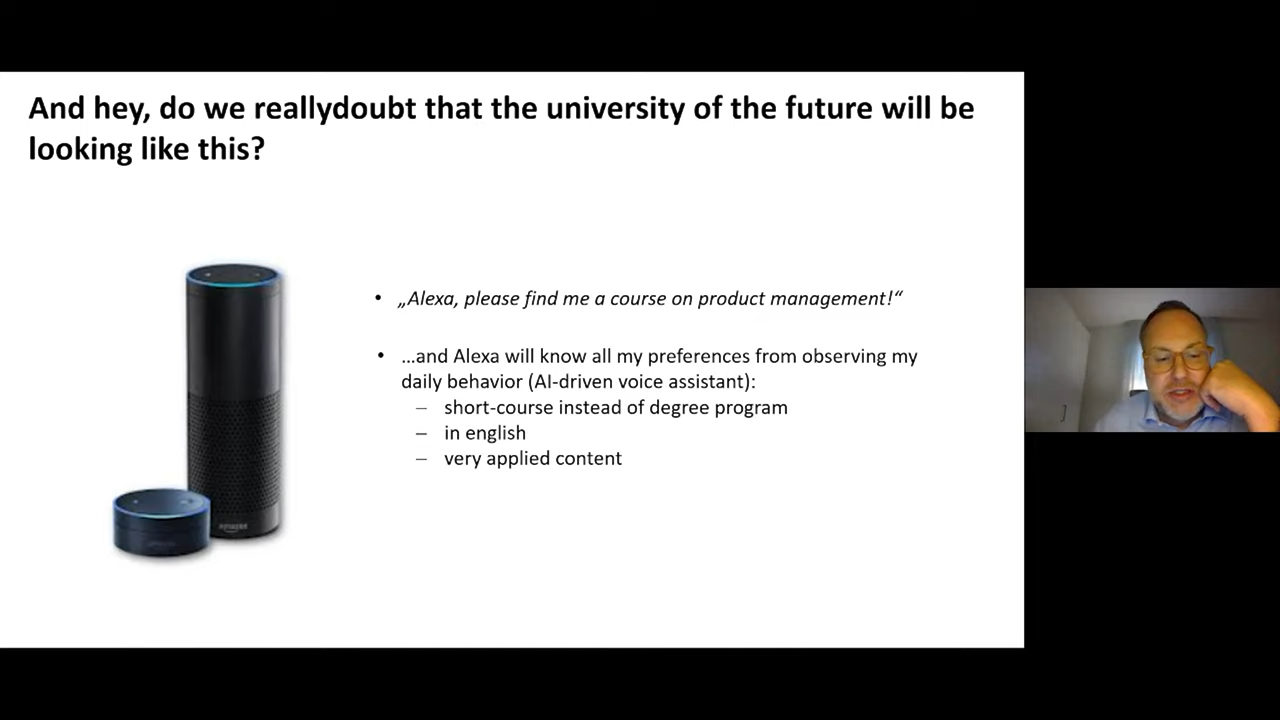 And hey, do we reallydoubt that the university of the future will be
looking like this?
• „Alexa, please find me a course on product management!“
• …and Alexa will know all my preferences from observing my
daily behavior (AI-driven voice assistant):
– short-course instead of degree program
– in english
– very applied content
amazon